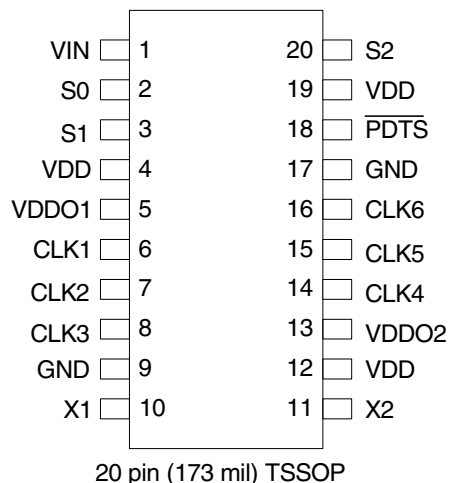 VIN 1 20 S2
S0 2 19 VDD
S1 3 18 PDTS
VDD 4 17 GND
VDDO1 5 16 CLK6
CLK1 6 15 CLK5
CLK2 7 14 CLK4
CLK3 8 13 VDDO2
GND 9 12 VDD
X1 10 11 X2
20 pin (173 mil) TSSOP